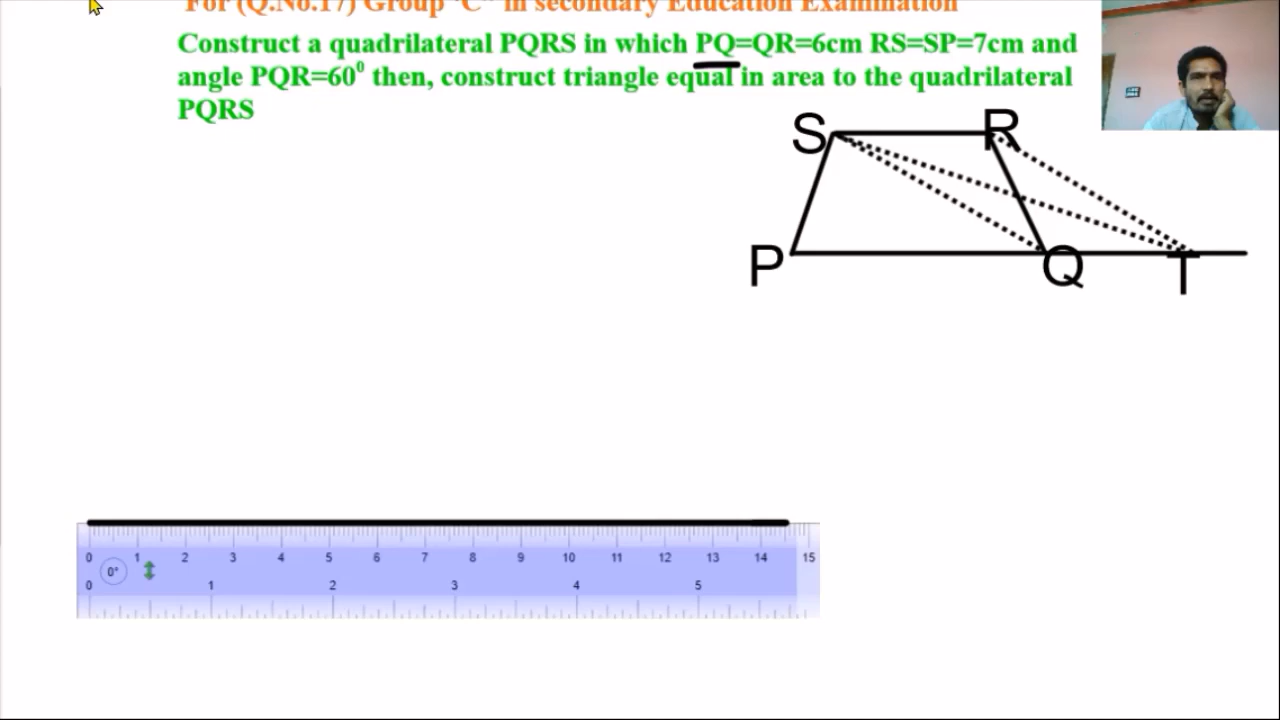 For (Q.No.17) Group 'C' in secondary Education Examination
Construct a quadrilateral PQRS in which PQ=QR=6cm RS=SP=7cm and
angle PQR=60⁰ then, construct triangle equal in area to the quadrilateral
PQRS
S R
P Q T
0 1 2 3 4 5 6 7 8 9 10 11 12 13 14 15
0°
0 1 2 3 4 5